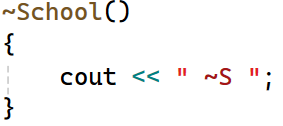 ~School()
{
    cout << " ~S ";
}